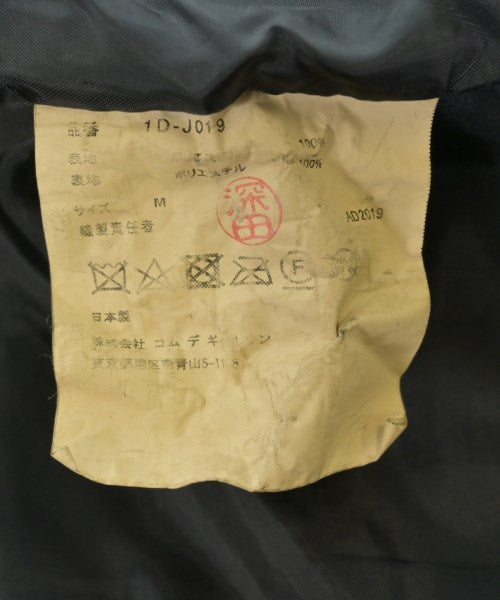 品番 1D-J019
表地 100%
裏地 ポリエステル 100%
サイズ M
縫製責任者 深田
AD2019
F
日本製
株式会社 コム デ ギャルソン
東京都港区南青山5-11-5